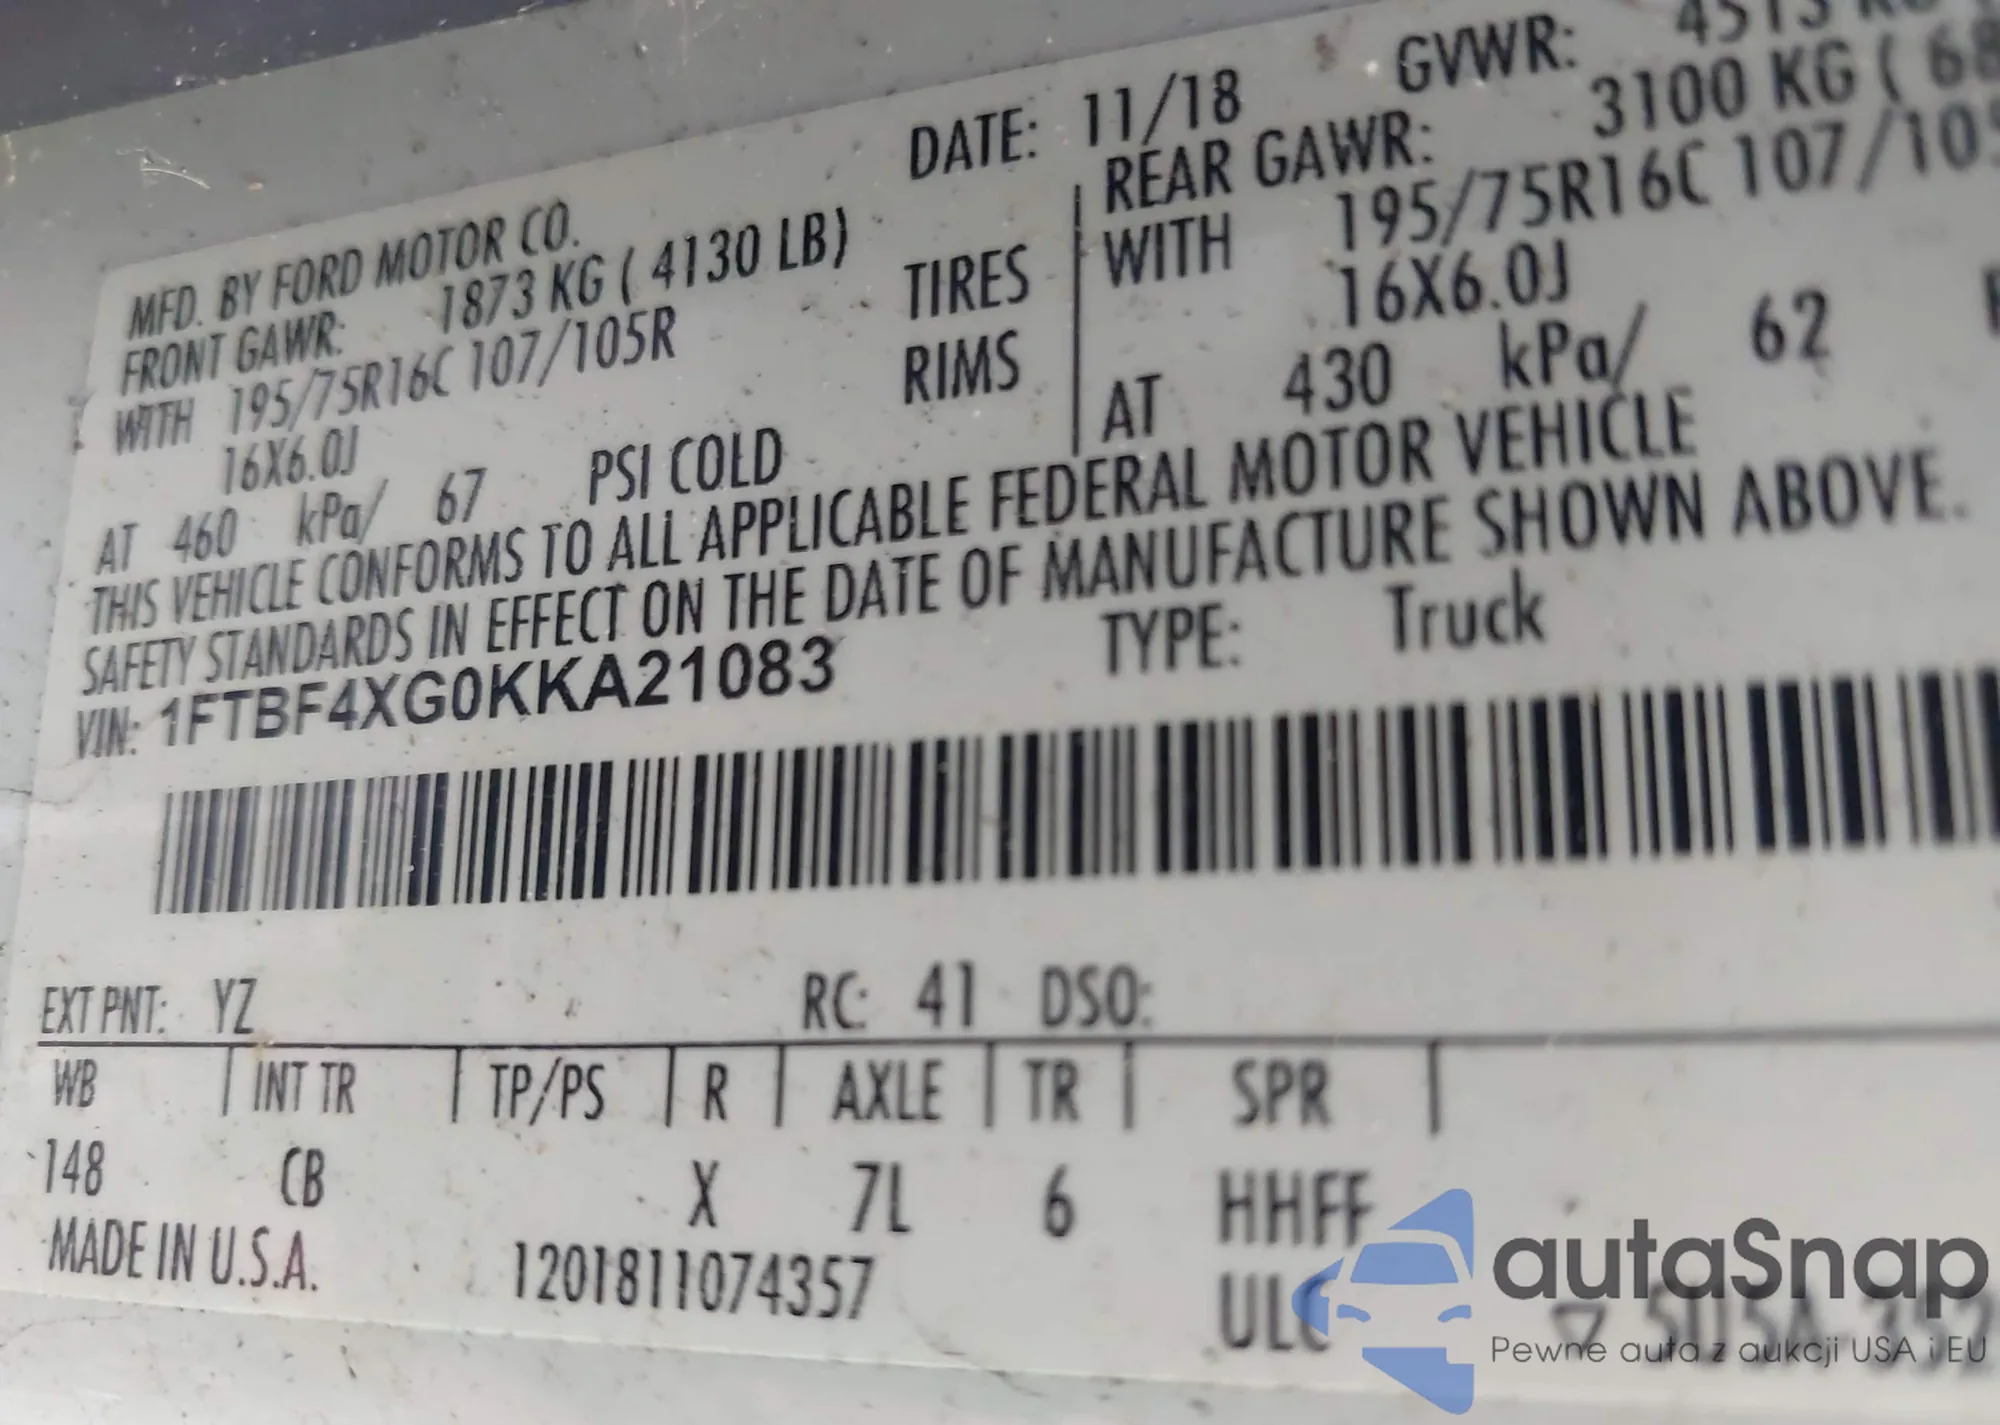 DATE: 11/18 GVWR:
MFD. BY FORD MOTOR CO.
FRONT GAWR: 1873 KG ( 4130 LB) REAR GAWR: 3100 KG (
WITH 195/75R16C 107/105R TIRES WITH 195/75R16C 107/105
16X6.0J RIMS 16X6.0J
AT 460 kPa/ 67 PSI COLD AT 430 kPa/ 62
THIS VEHICLE CONFORMS TO ALL APPLICABLE FEDERAL MOTOR VEHICLE
SAFETY STANDARDS IN EFFECT ON THE DATE OF MANUFACTURE SHOWN ABOVE.
VIN: 1FTBF4XG0KKA21083 TYPE: Truck
EXT PNT: YZ RC: 41 DSO:
WB | INT TR | TP/PS | R | AXLE | TR | SPR |
148 CB X 7L 6 HHFF
MADE IN U.S.A. 1201811074357
autaSnap
Pewne auta z aukcji USA i EU